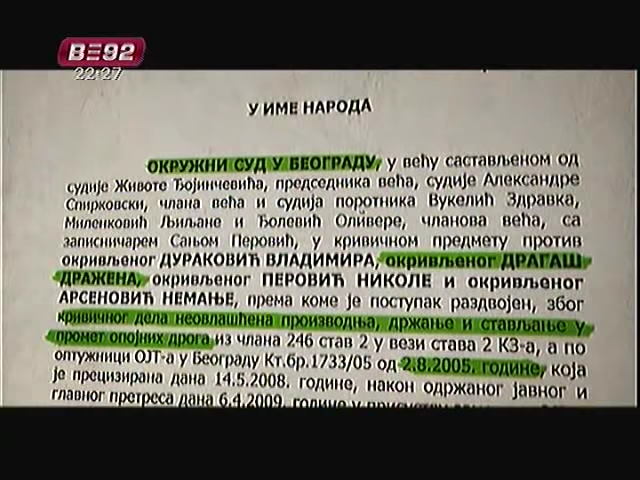 B92
22:27
У ИМЕ НАРОДА
ОКРУЖНИ СУД У БЕОГРАДУ, у већу састављеном од
судије Животе Ђоинчевића, председника већа, судије Александре
Спирковски, члана већа и судија поротника Вукелић Здравка,
Миленковић Љиљане и Ђолевић Оливере, чланова већа, са
записничарем Сањом Перовић, у кривичном предмету против
окривљеног ДУРАКОВИЋ ВЛАДИМИРА, окривљеног ДРАГАШ
ДРАЖЕНА, окривљеног ПЕРОВИЋ НИКОЛЕ и окривљеног
АРСЕНОВИЋ НЕМАЊЕ, према коме је поступак раздвојен, због
кривичног дела неовлашћена производња, држање и стављање у
промет опојних дрога из члана 246 став 2 у вези става 2 КЗ-а, а по
оптужници ОЈТ-а у Београду Кт.бр.1733/05 од 2.8.2005. године, која
је прецизирана дана 14.5.2008. године, након одржаног јавног и
главног претреса дана 6.4.2009. године у присуству